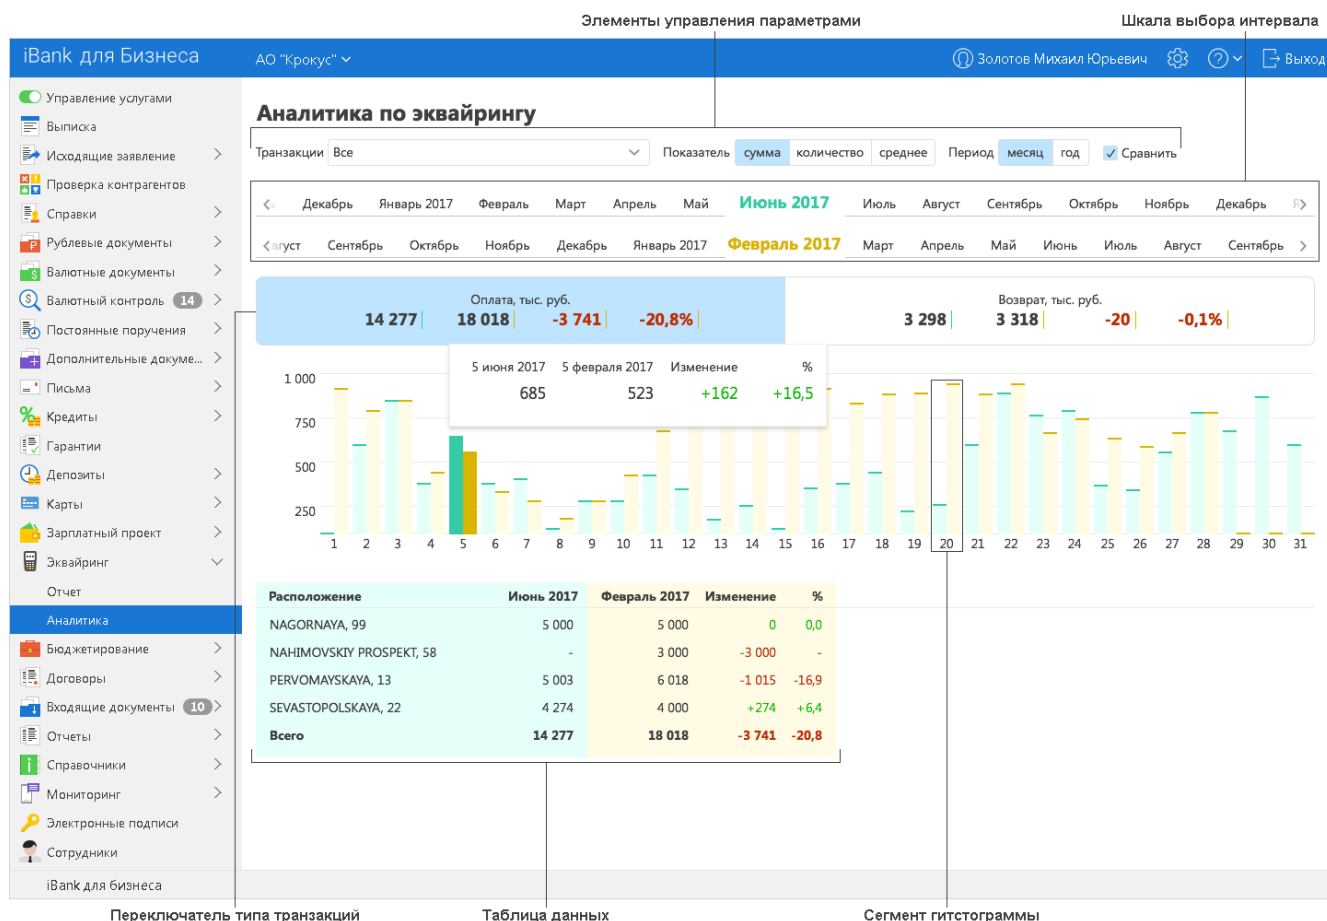 Элементы управления параметрами
Шкала выбора интервала
iBank для Бизнеса
АО "Крокус"
Золотов Михаил Юрьевич
Выход
Управление услугами
Выписка
Исходящие заявление
Проверка контрагентов
Справки
Рублевые документы
Валютные документы
Валютный контроль 14
Постоянные поручения
Дополнительные докуме...
Письма
Кредиты
Гарантии
Депозиты
Карты
Зарплатный проект
Эквайринг
Отчет
Аналитика
Бюджетирование
Договоры
Входящие документы 10
Отчеты
Справочники
Мониторинг
Электронные подписи
Сотрудники
iBank для бизнеса
Аналитика по эквайрингу
Транзакции Все Показатель сумма количество среднее Период месяц год Сравнить
Декабрь Январь 2017 Февраль Март Апрель Май Июнь 2017 Июль Август Сентябрь Октябрь Ноябрь Декабрь Я
густ Сентябрь Октябрь Ноябрь Декабрь Январь 2017 Февраль 2017 Март Апрель Май Июнь Июль Август Сентябрь
Оплата, тыс. руб.
14 277 18 018 -3 741 -20,8%
Возврат, тыс. руб.
3 298 3 318 -20 -0,1%
5 июня 2017 5 февраля 2017 Изменение %
685 523 +162 +16,5
1 000
750
500
250
1 2 3 4 5 6 7 8 9 10 11 12 13 14 15 16 17 18 19 20 21 22 23 24 25 26 27 28 29 30 31
Расположение Июнь 2017 Февраль 2017 Изменение %
NAGORNAYA, 99 5 000 5 000 0 0,0
NAHIMOVSKIY PROSPEKT, 58 - 3 000 -3 000 -
PERVOMAYSKAYA, 13 5 003 6 018 -1 015 -16,9
SEVASTOPOLSKAYA, 22 4 274 4 000 +274 +6,4
Всего 14 277 18 018 -3 741 -20,8
Переключатель типа транзакций
Таблица данных
Сегмент гитстограммы